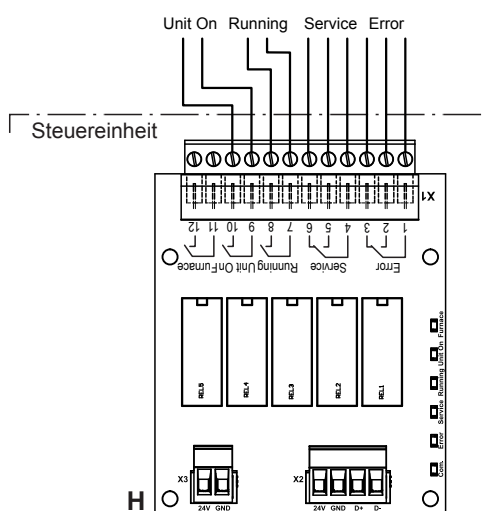 Unit On Running Service Error
Steuereinheit
X1
12 11 10 9 8 7 6 5 4 3 2 1
Furnace Unit On Running Service Error
REL5 REL4 REL3 REL2 REL1
Furnace
Unit On
Running
Service
Error
Com.
X3 X2
24V GND 24V GND D+ D-
H